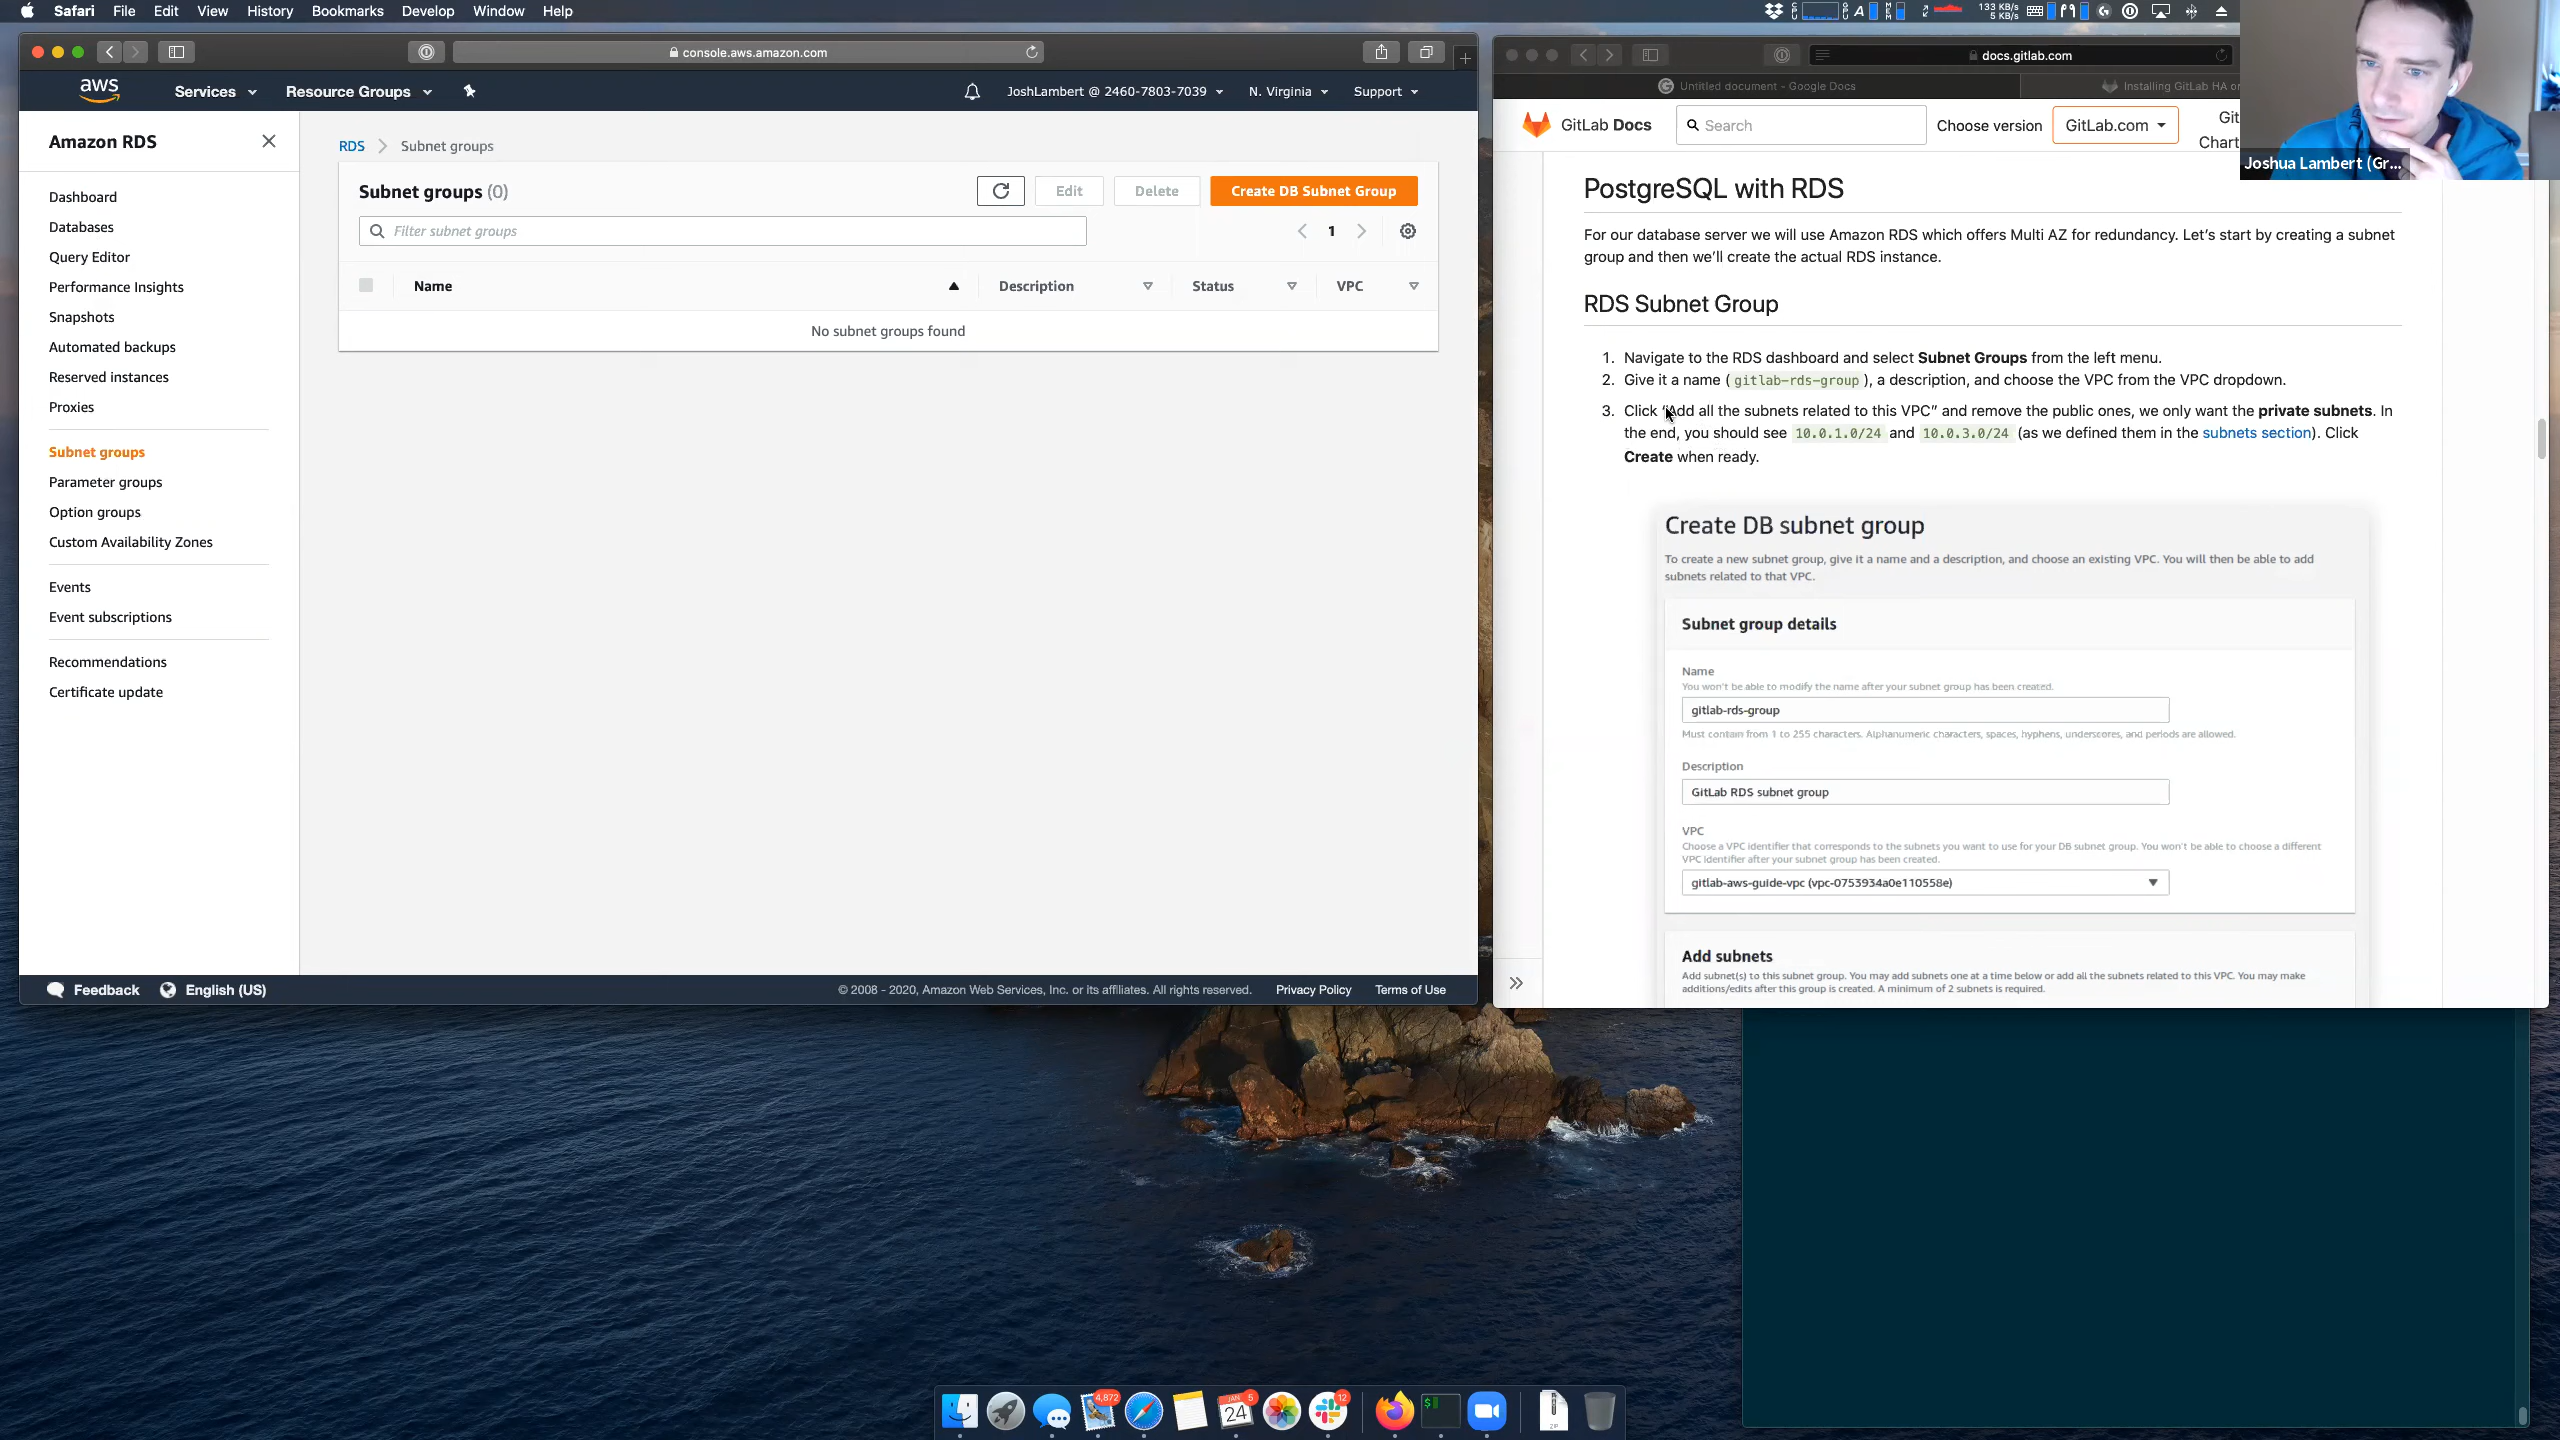 Safari File Edit View History Bookmarks Develop Window Help
133 KB/s
5 KB/s
console.aws.amazon.com
aws Services Resource Groups JoshLambert @ 2460-7803-7039 N. Virginia Support
Amazon RDS
Dashboard
Databases
Query Editor
Performance Insights
Snapshots
Automated backups
Reserved instances
Proxies
Subnet groups
Parameter groups
Option groups
Custom Availability Zones
Events
Event subscriptions
Recommendations
Certificate update
RDS Subnet groups
Subnet groups (0) Edit Delete Create DB Subnet Group
Filter subnet groups 1
Name Description Status VPC
No subnet groups found
Feedback English (US) © 2008 - 2020, Amazon Web Services, Inc. or its affiliates. All rights reserved. Privacy Policy Terms of Use
docs.gitlab.com
Untitled document - Google Docs Installing GitLab HA
GitLab Docs Search Choose version GitLab.com Git
Chart
Joshua Lambert (Gr...
PostgreSQL with RDS
For our database server we will use Amazon RDS which offers Multi AZ for redundancy. Let's start by creating a subnet
group and then we'll create the actual RDS instance.
RDS Subnet Group
1. Navigate to the RDS dashboard and select Subnet Groups from the left menu.
2. Give it a name ( gitlab-rds-group ), a description, and choose the VPC from the VPC dropdown.
3. Click “Add all the subnets related to this VPC” and remove the public ones, we only want the private subnets. In
the end, you should see 10.0.1.0/24 and 10.0.3.0/24 (as we defined them in the subnets section). Click
Create when ready.
Create DB subnet group
To create a new subnet group, give it a name and a description, and choose an existing VPC. You will then be able to add
subnets related to that VPC.
Subnet group details
Name
You won't be able to modify the name after your subnet group has been created.
gitlab-rds-group
Must contain from 1 to 255 characters. Alphanumeric characters, spaces, hyphens, underscores, and periods are allowed.
Description
GitLab RDS subnet group
VPC
Choose a VPC identifier that corresponds to the subnets you want to use for your DB subnet group. You won't be able to choose a different
VPC identifier after your subnet group has been created.
gitlab-aws-guide-vpc (vpc-0753934a0e110558e)
Add subnets
Add subnet(s) to this subnet group. You may add subnets one at a time below or add all the subnets related to this VPC. You may make
additions/edits after this group is created. A minimum of 2 subnets is required.
4,872
JAN
24
5
12
ZIP